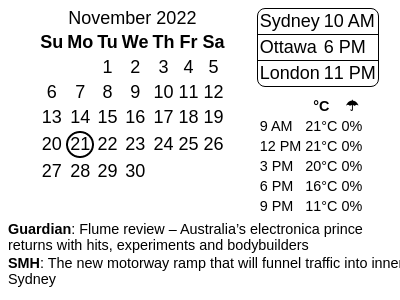 November 2022
Su Mo Tu We Th Fr Sa
1 2 3 4 5
6 7 8 9 10 11 12
13 14 15 16 17 18 19
20 21 22 23 24 25 26
27 28 29 30
Sydney 10 AM
Ottawa 6 PM
London 11 PM
°C ☂
9 AM 21°C 0%
12 PM 21°C 0%
3 PM 20°C 0%
6 PM 16°C 0%
9 PM 11°C 0%
Guardian: Flume review – Australia's electronica prince
returns with hits, experiments and bodybuilders
SMH: The new motorway ramp that will funnel traffic into inner
Sydney